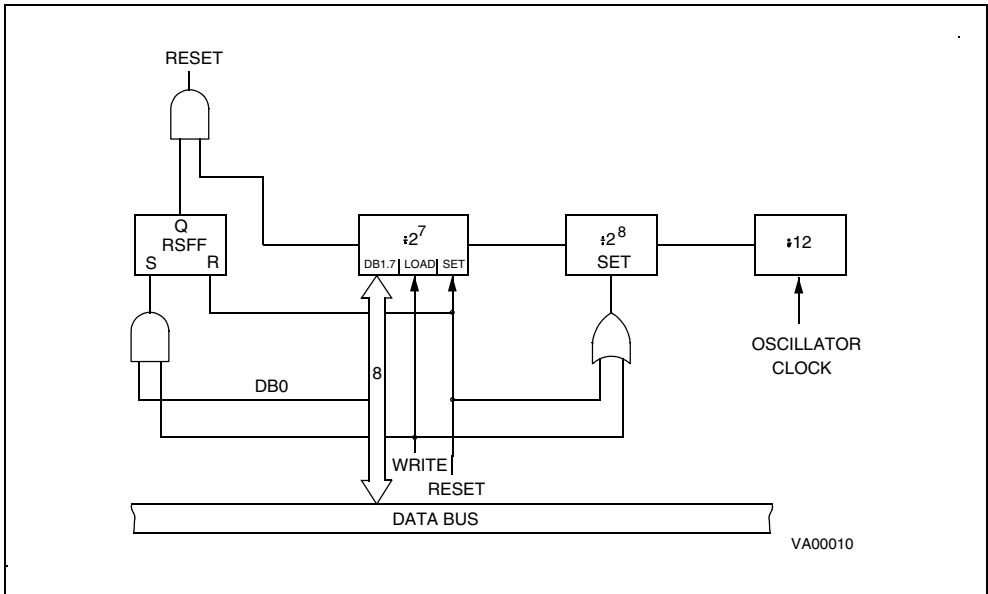 RESET
Q
RSFF
S R
÷2⁷
DB1.7 LOAD SET
÷2⁸
SET
÷12
OSCILLATOR
CLOCK
DB0
8
WRITE
RESET
DATA BUS
VA00010